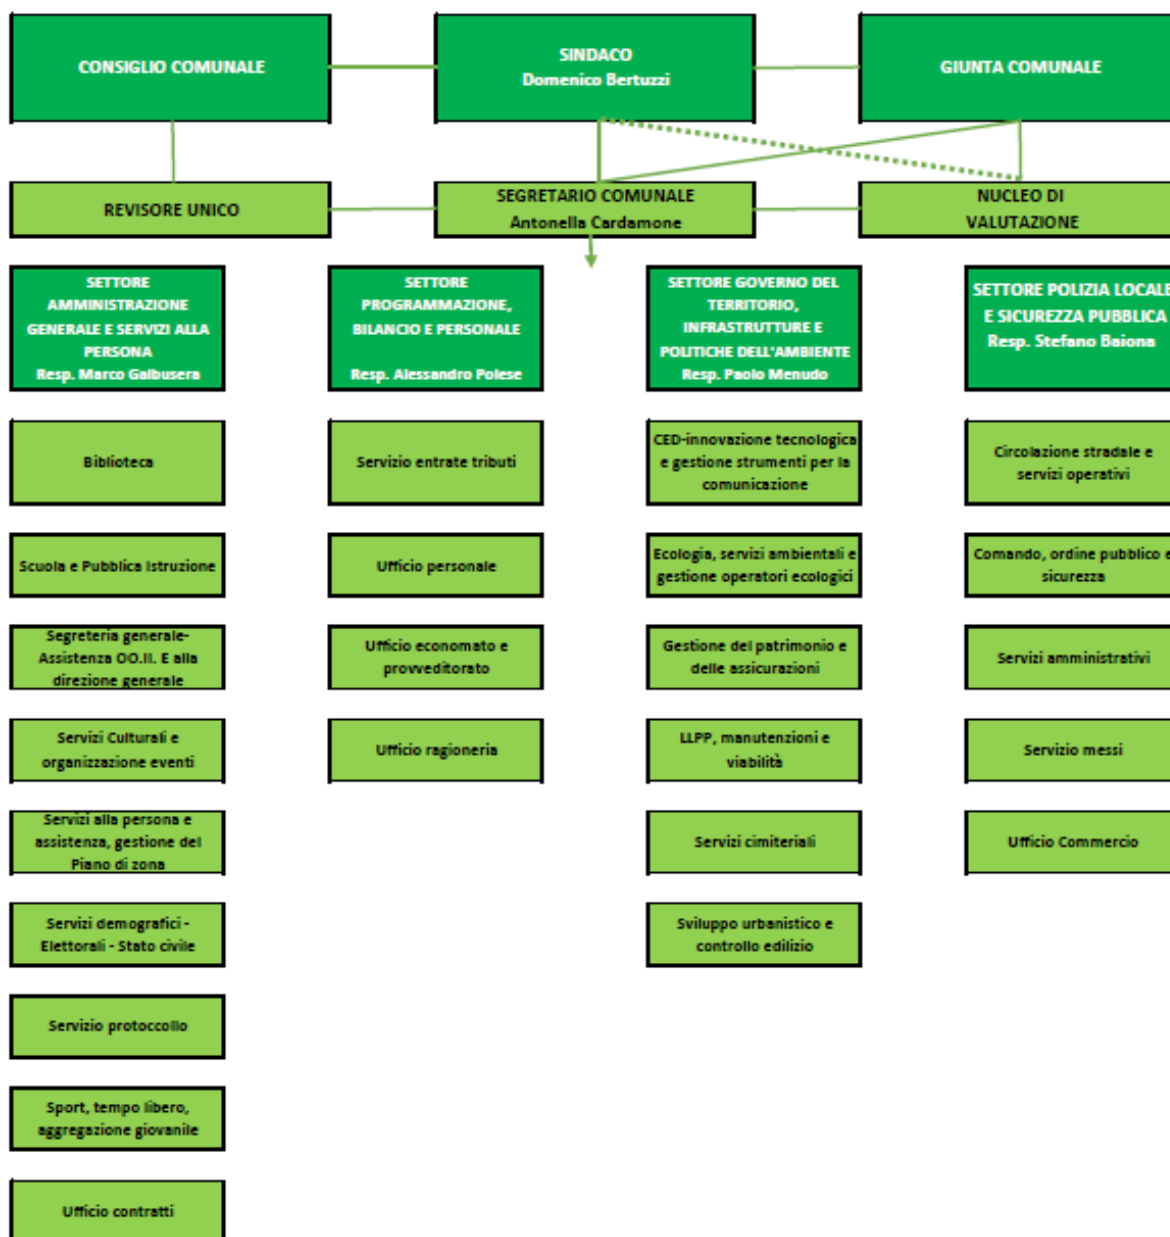 CONSIGLIO COMUNALE
SINDACO
Domenico Bertuzzi
GIUNTA COMUNALE
REVISORE UNICO
SEGRETARIO COMUNALE
Antonella Cardamone
NUCLEO DI
VALUTAZIONE
SETTORE
AMMINISTRAZIONE
GENERALE E SERVIZI ALLA
PERSONA
Resp. Marco Galbusera
SETTORE
PROGRAMMAZIONE,
BILANCIO E PERSONALE
Resp. Alessandro Polese
SETTORE GOVERNO DEL
TERRITORIO,
INFRASTRUTTURE E
POLITICHE DELL'AMBIENTE
Resp. Paolo Menudo
SETTORE POLIZIA LOCALE
E SICUREZZA PUBBLICA
Resp. Stefano Baiona
Biblioteca
Servizio entrate tributi
CED-innovazione tecnologica
e gestione strumenti per la
comunicazione
Circolazione stradale e
servizi operativi
Scuola e Pubblica Istruzione
Ufficio personale
Ecologia, servizi ambientali e
gestione operatori ecologici
Comando, ordine pubblico e
sicurezza
Segreteria generale-
Assistenza OO.II. E alla
direzione generale
Ufficio economato e
provveditorato
Gestione del patrimonio e
delle assicurazioni
Servizi amministrativi
Servizi Culturali e
organizzazione eventi
Ufficio ragioneria
LLPP, manutenzioni e
viabilità
Servizio messi
Servizi alla persona e
assistenza, gestione del
Piano di zona
Servizi cimiteriali
Ufficio Commercio
Servizi demografici -
Elettorali - Stato civile
Sviluppo urbanistico e
controllo edilizio
Servizio protoccollo
Sport, tempo libero,
aggregazione giovanile
Ufficio contratti